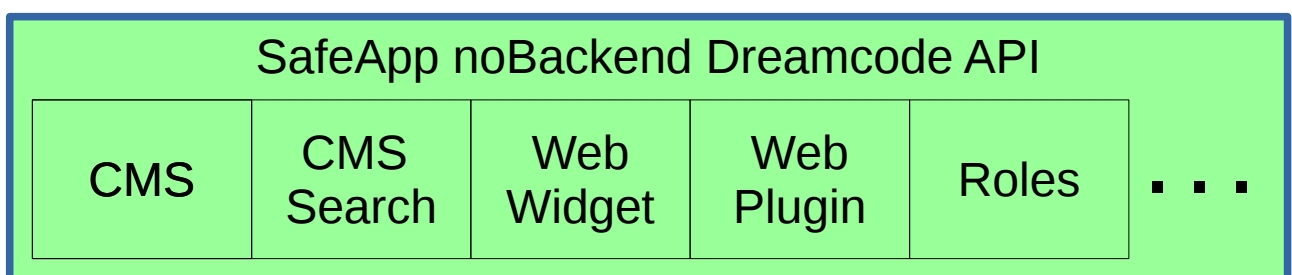 SafeApp noBackend Dreamcode API
CMS
CMS
Search
Web
Widget
Web
Plugin
Roles
. . .